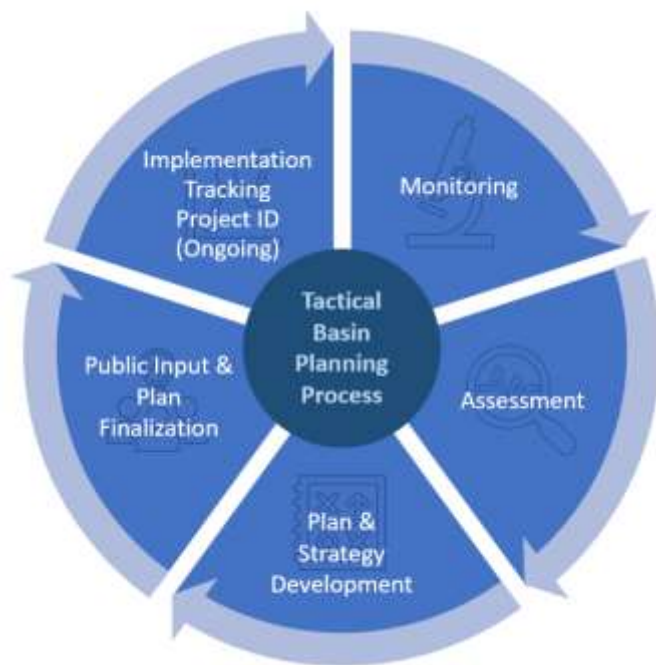 Implementation
Tracking
Project ID
(Ongoing)
Monitoring
Tactical
Basin
Planning
Process
Public Input &
Plan
Finalization
Assessment
Plan &
Strategy
Development